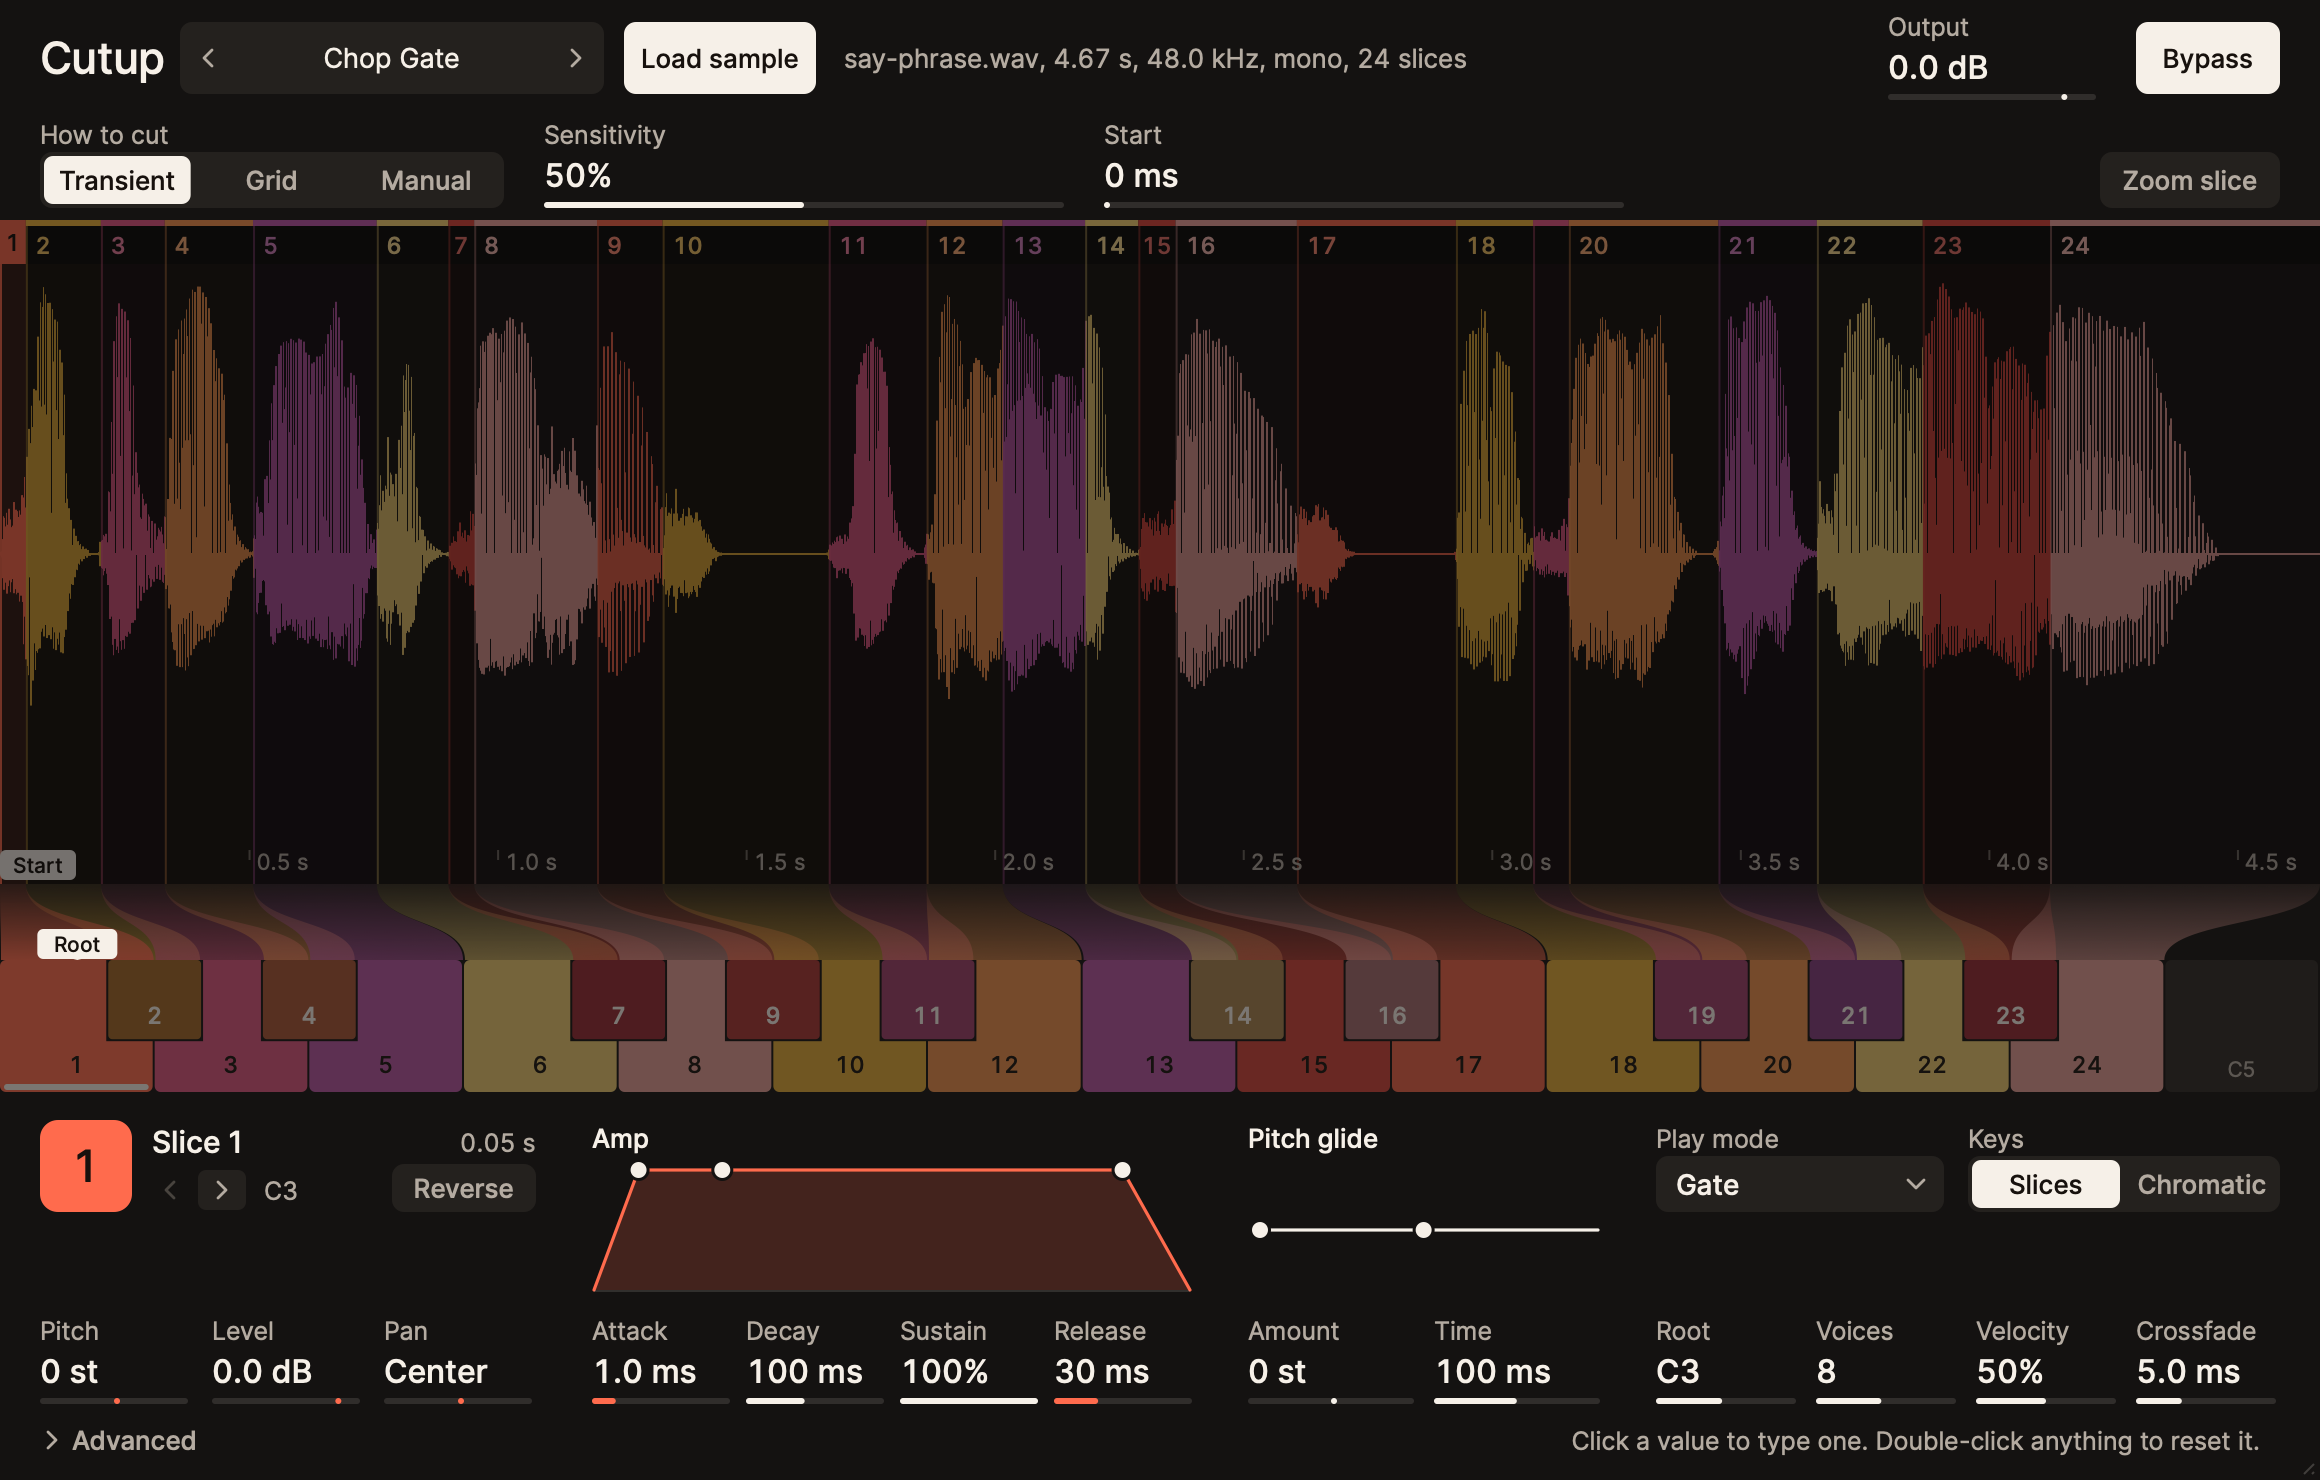 Cutup
Chop Gate
Load sample
say-phrase.wav, 4.67 s, 48.0 kHz, mono, 24 slices
Output
0.0 dB
Bypass
How to cut
Transient Grid Manual
Sensitivity
50%
Start
0 ms
Zoom slice
1 2 3 4 5 6 7 8 9 10 11 12 13 14 15 16 17 18 20 21 22 23 24
Start
0.5 s 1.0 s 1.5 s 2.0 s 2.5 s 3.0 s 3.5 s 4.0 s 4.5 s
Root
2 4 7 9 11 14 16 19 21 23
1 3 5 6 8 10 12 13 15 17 18 20 22 24 C5
1
Slice 1
0.05 s
C3
Reverse
Amp
Pitch glide
Play mode
Gate
Keys
Slices Chromatic
Pitch Level Pan Attack Decay Sustain Release Amount Time Root Voices Velocity Crossfade
0 st 0.0 dB Center 1.0 ms 100 ms 100% 30 ms 0 st 100 ms C3 8 50% 5.0 ms
Advanced
Click a value to type one. Double-click anything to reset it.